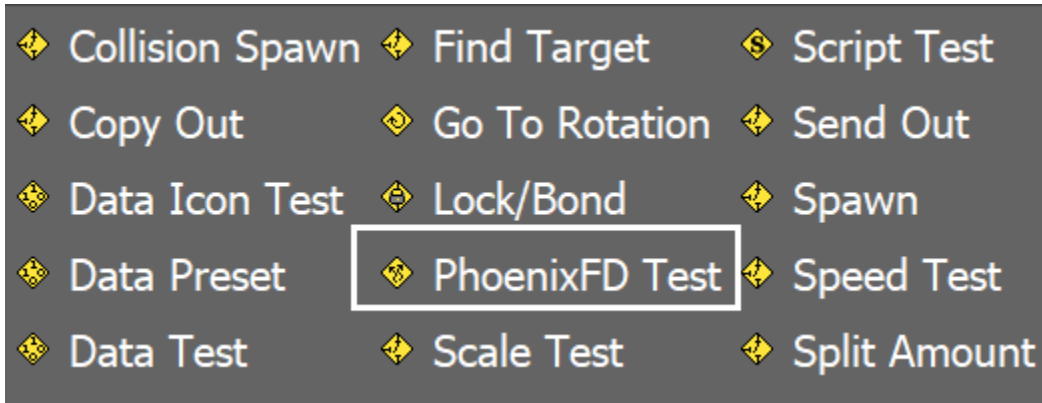 Collision Spawn Find Target Script Test
Copy Out Go To Rotation Send Out
Data Icon Test Lock/Bond Spawn
Data Preset PhoenixFD Test Speed Test
Data Test Scale Test Split Amount